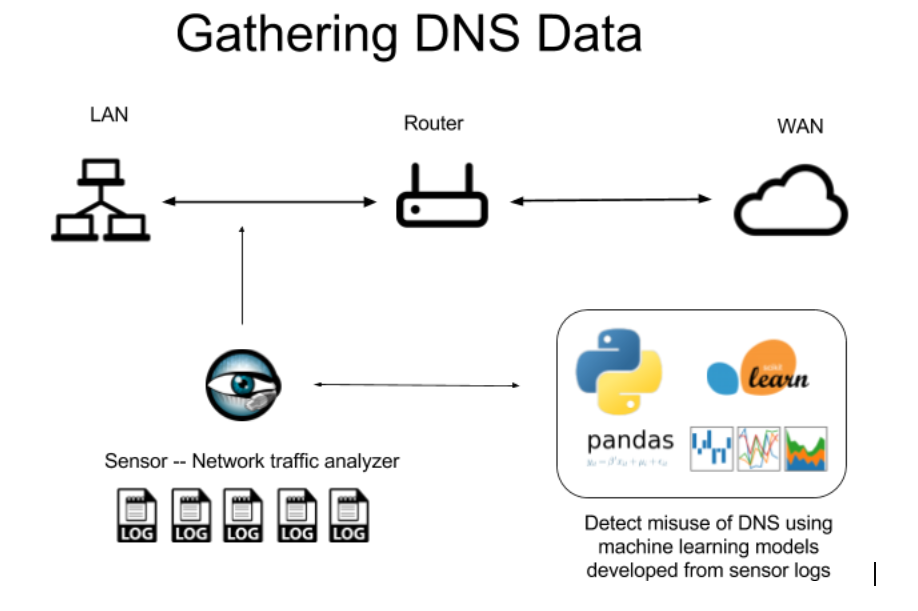 Gathering DNS Data
LAN
Router
WAN
learn
pandas
Sensor -- Network traffic analyzer
LOG LOG LOG LOG LOG
Detect misuse of DNS using
machine learning models
developed from sensor logs